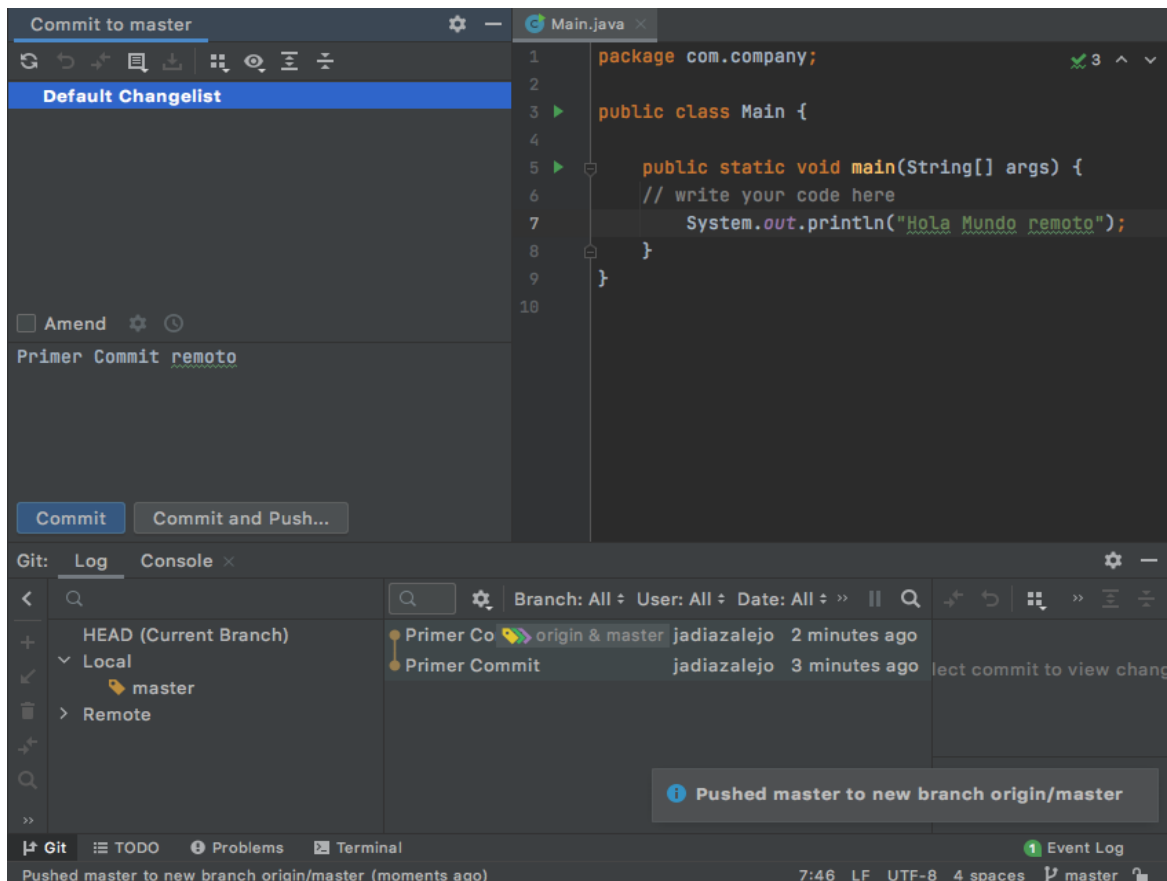 Commit to master
Default Changelist
Amend
Primer Commit remoto
Commit
Commit and Push...
Main.java
1 package com.company;
2
3 public class Main {
4
5 public static void main(String[] args) {
6 // write your code here
7 System.out.println("Hola Mundo remoto");
8 }
9 }
10
3
Git: Log Console
Branch: All User: All Date: All
HEAD (Current Branch)
Local
master
Remote
Primer Co origin & master jadiazalejo 2 minutes ago
Primer Commit jadiazalejo 3 minutes ago
lect commit to view chang
Pushed master to new branch origin/master
Git TODO Problems Terminal 1 Event Log
Pushed master to new branch origin/master (moments ago) 7:46 LF UTF-8 4 spaces master